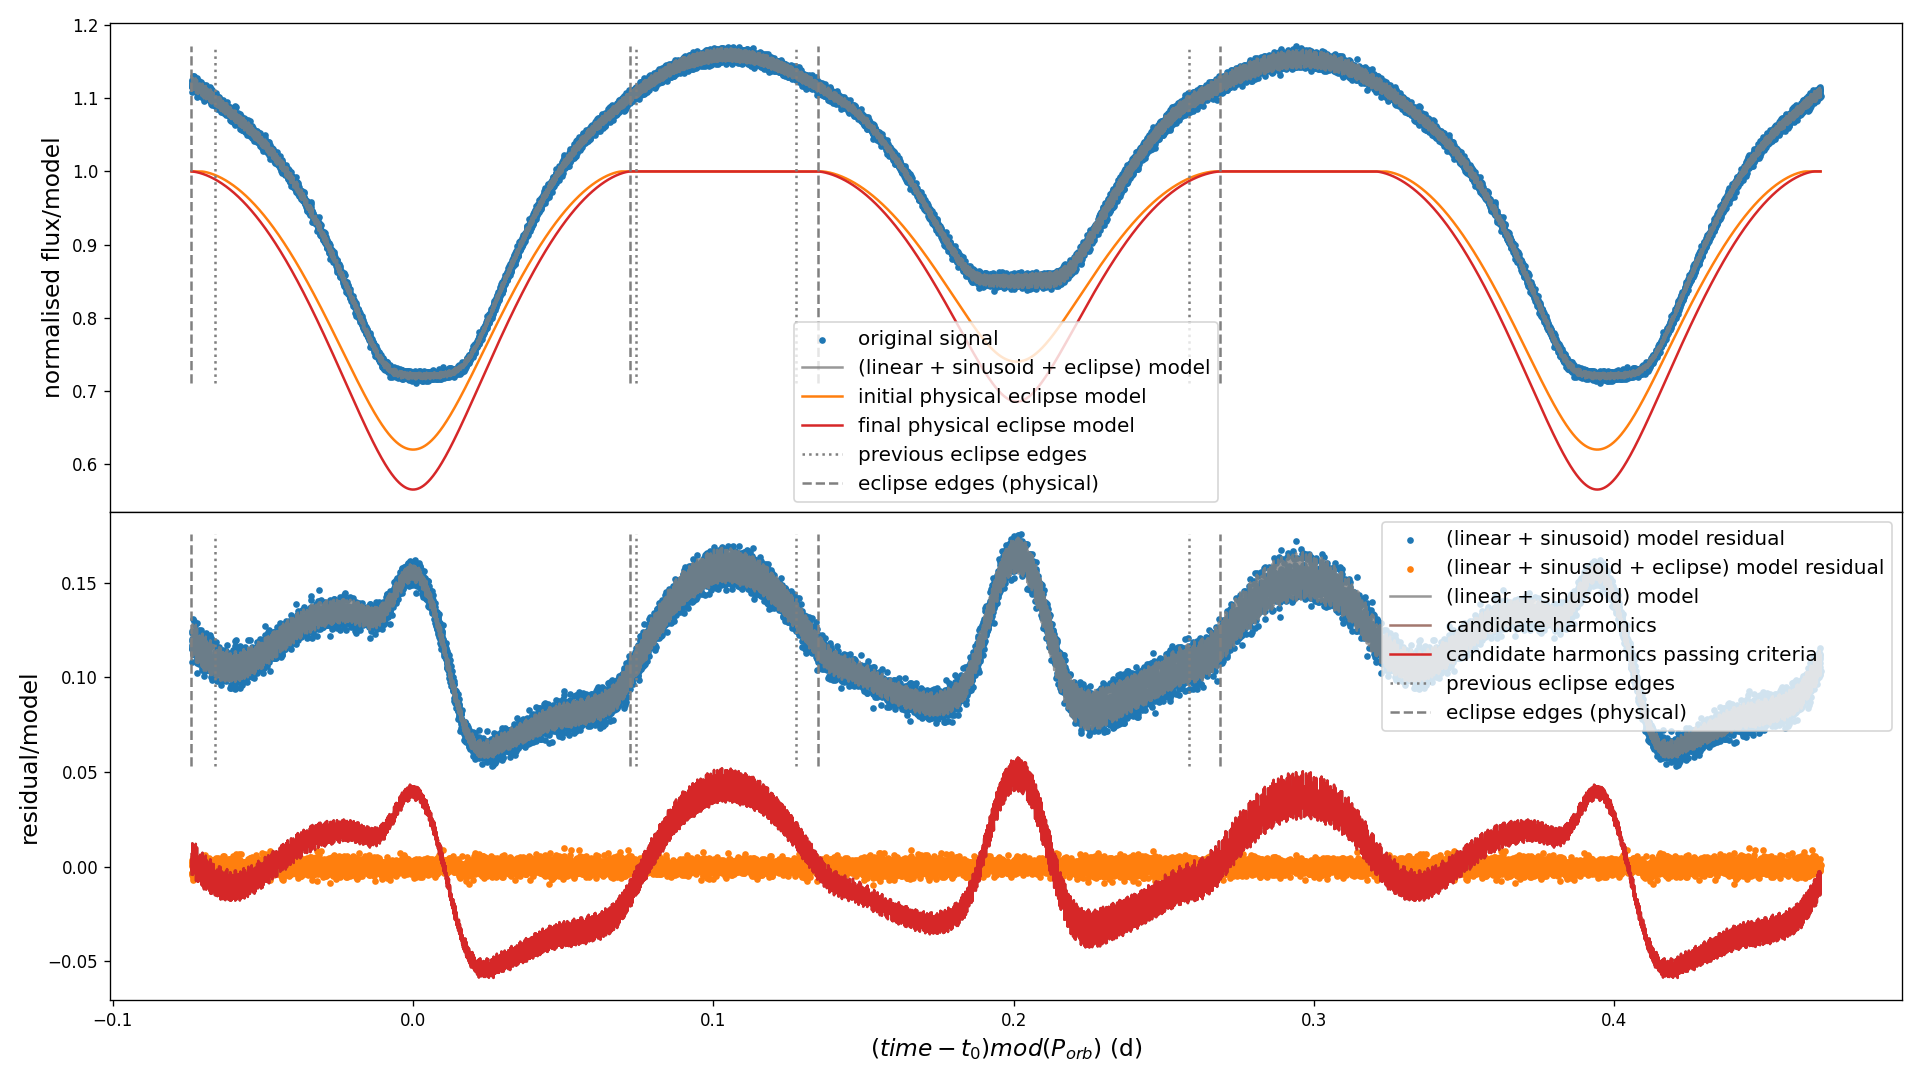 1.2
1.1
1.0
0.9
0.8
0.7
0.6
normalised flux/model
original signal
(linear + sinusoid + eclipse) model
initial physical eclipse model
final physical eclipse model
previous eclipse edges
eclipse edges (physical)
0.15
0.10
0.05
0.00
−0.05
residual/model
(linear + sinusoid) model residual
(linear + sinusoid + eclipse) model residual
(linear + sinusoid) model
candidate harmonics
candidate harmonics passing criteria
previous eclipse edges
eclipse edges (physical)
−0.1 0.0 0.1 0.2 0.3 0.4
(time − t₀)mod(P_orb) (d)